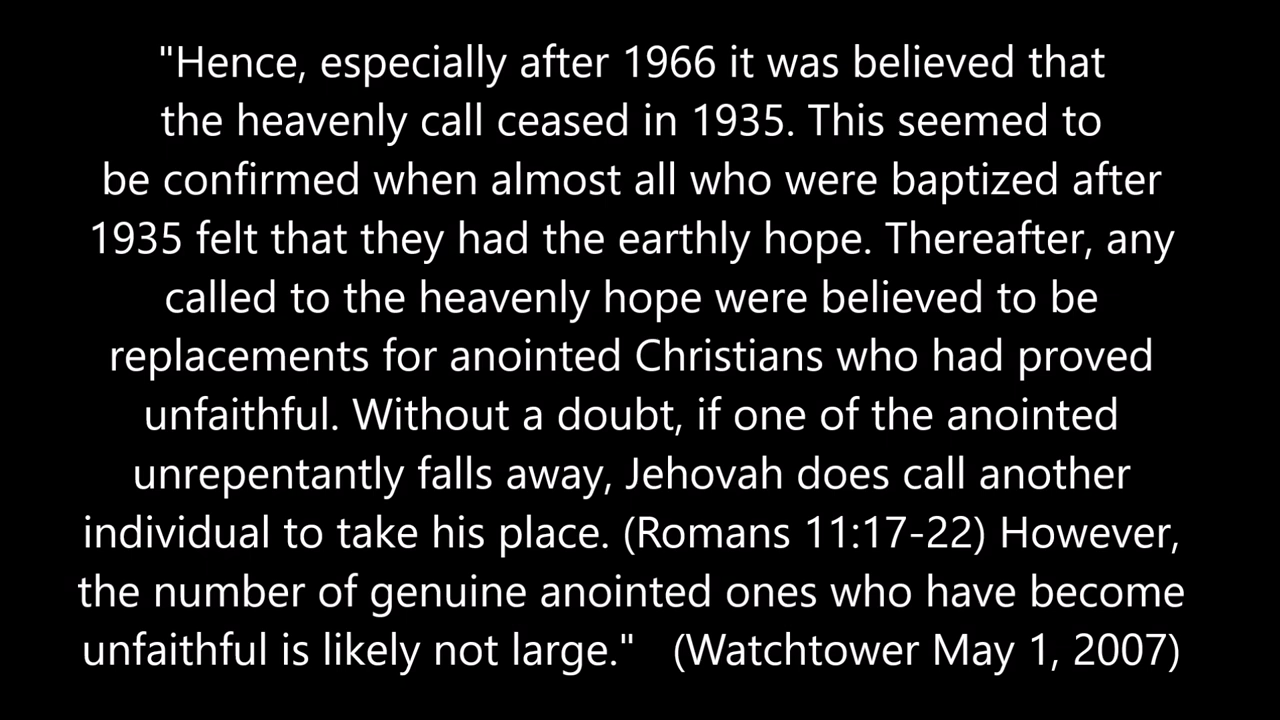 "Hence, especially after 1966 it was believed that
the heavenly call ceased in 1935. This seemed to
be confirmed when almost all who were baptized after
1935 felt that they had the earthly hope. Thereafter, any
called to the heavenly hope were believed to be
replacements for anointed Christians who had proved
unfaithful. Without a doubt, if one of the anointed
unrepentantly falls away, Jehovah does call another
individual to take his place. (Romans 11:17-22) However,
the number of genuine anointed ones who have become
unfaithful is likely not large."   (Watchtower May 1, 2007)